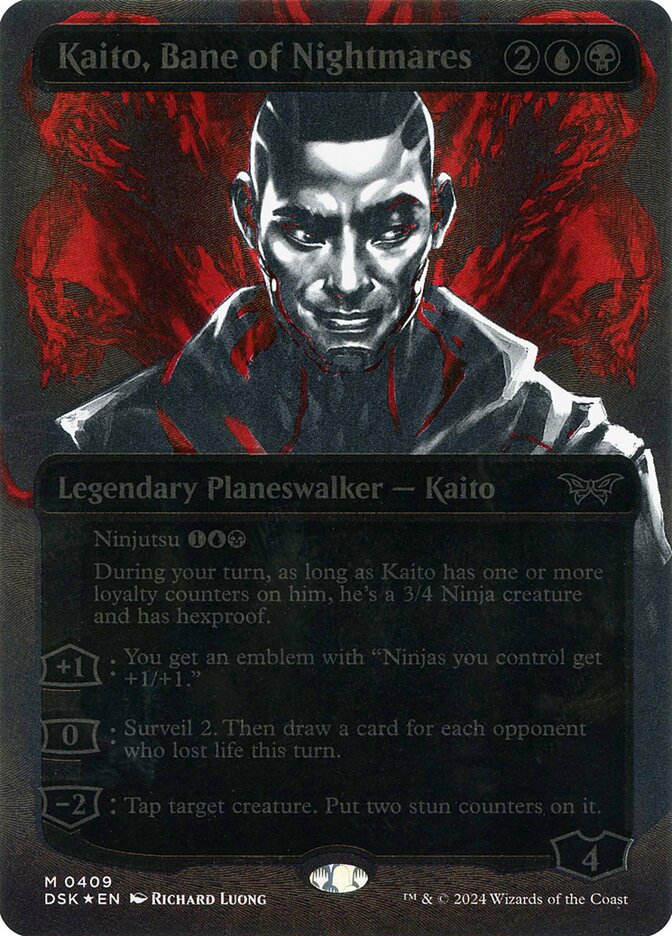 Kaito, Bane of Nightmares 2
Legendary Planeswalker — Kaito
Ninjutsu 1
During your turn, as long as Kaito has one or more
loyalty counters on him, he's a 3/4 Ninja creature
and has hexproof.
+1 : You get an emblem with “Ninjas you control get
+1/+1.”
0 : Surveil 2. Then draw a card for each opponent
who lost life this turn.
−2 : Tap target creature. Put two stun counters on it.
4
M 0409
DSK★EN Richard Luong
™ & © 2024 Wizards of the Coast